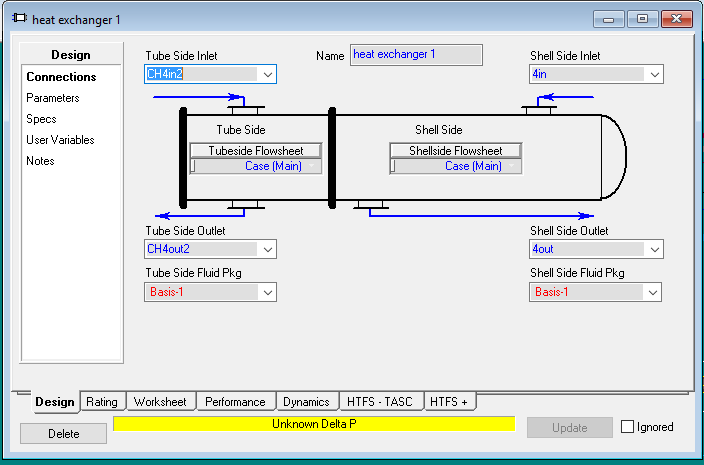 heat exchanger 1
Design
Connections
Parameters
Specs
User Variables
Notes
Tube Side Inlet
CH4in2
Name heat exchanger 1
Shell Side Inlet
4in
Tube Side
Shell Side
Tubeside Flowsheet
Case (Main)
Shellside Flowsheet
Case (Main)
Tube Side Outlet
CH4out2
Shell Side Outlet
4out
Tube Side Fluid Pkg
Basis-1
Shell Side Fluid Pkg
Basis-1
Design Rating Worksheet Performance Dynamics HTFS - TASC HTFS +
Delete
Unknown Delta P
Update
Ignored